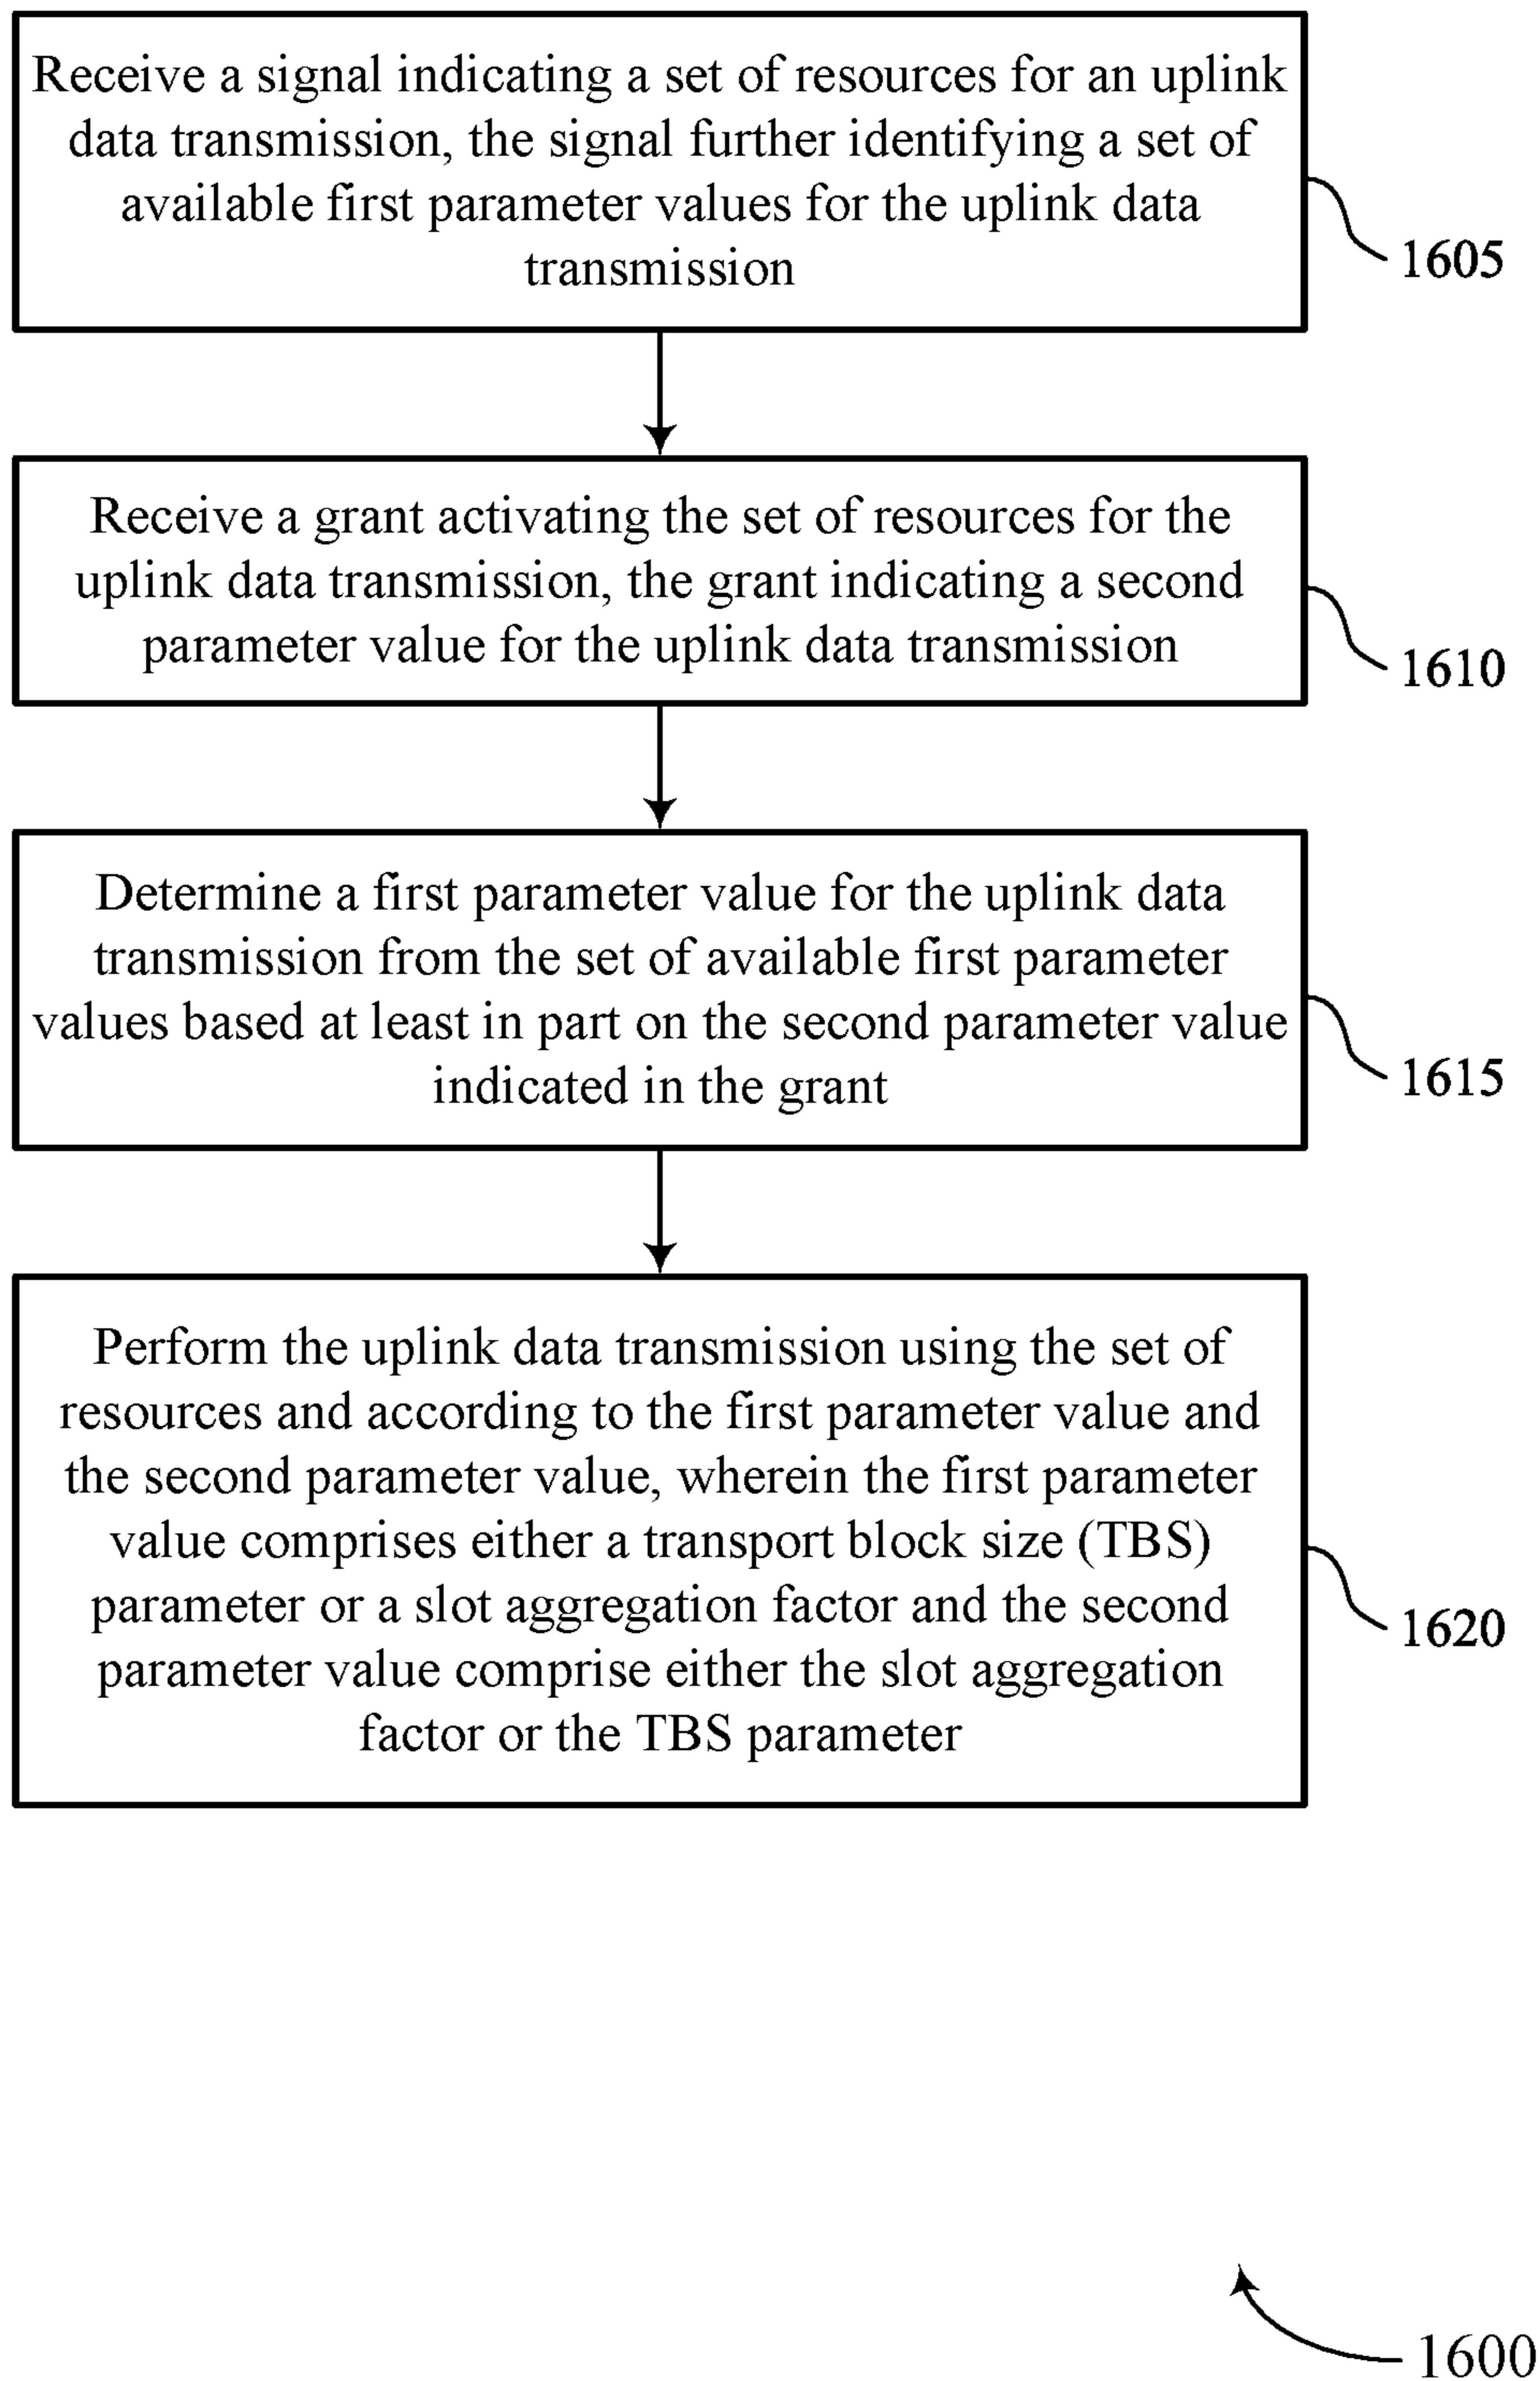 Receive a signal indicating a set of resources for an uplink
data transmission, the signal further identifying a set of
available first parameter values for the uplink data
transmission
1605
Receive a grant activating the set of resources for the
uplink data transmission, the grant indicating a second
parameter value for the uplink data transmission
1610
Determine a first parameter value for the uplink data
transmission from the set of available first parameter
values based at least in part on the second parameter value
indicated in the grant
1615
Perform the uplink data transmission using the set of
resources and according to the first parameter value and
the second parameter value, wherein the first parameter
value comprises either a transport block size (TBS)
parameter or a slot aggregation factor and the second
parameter value comprise either the slot aggregation
factor or the TBS parameter
1620
1600